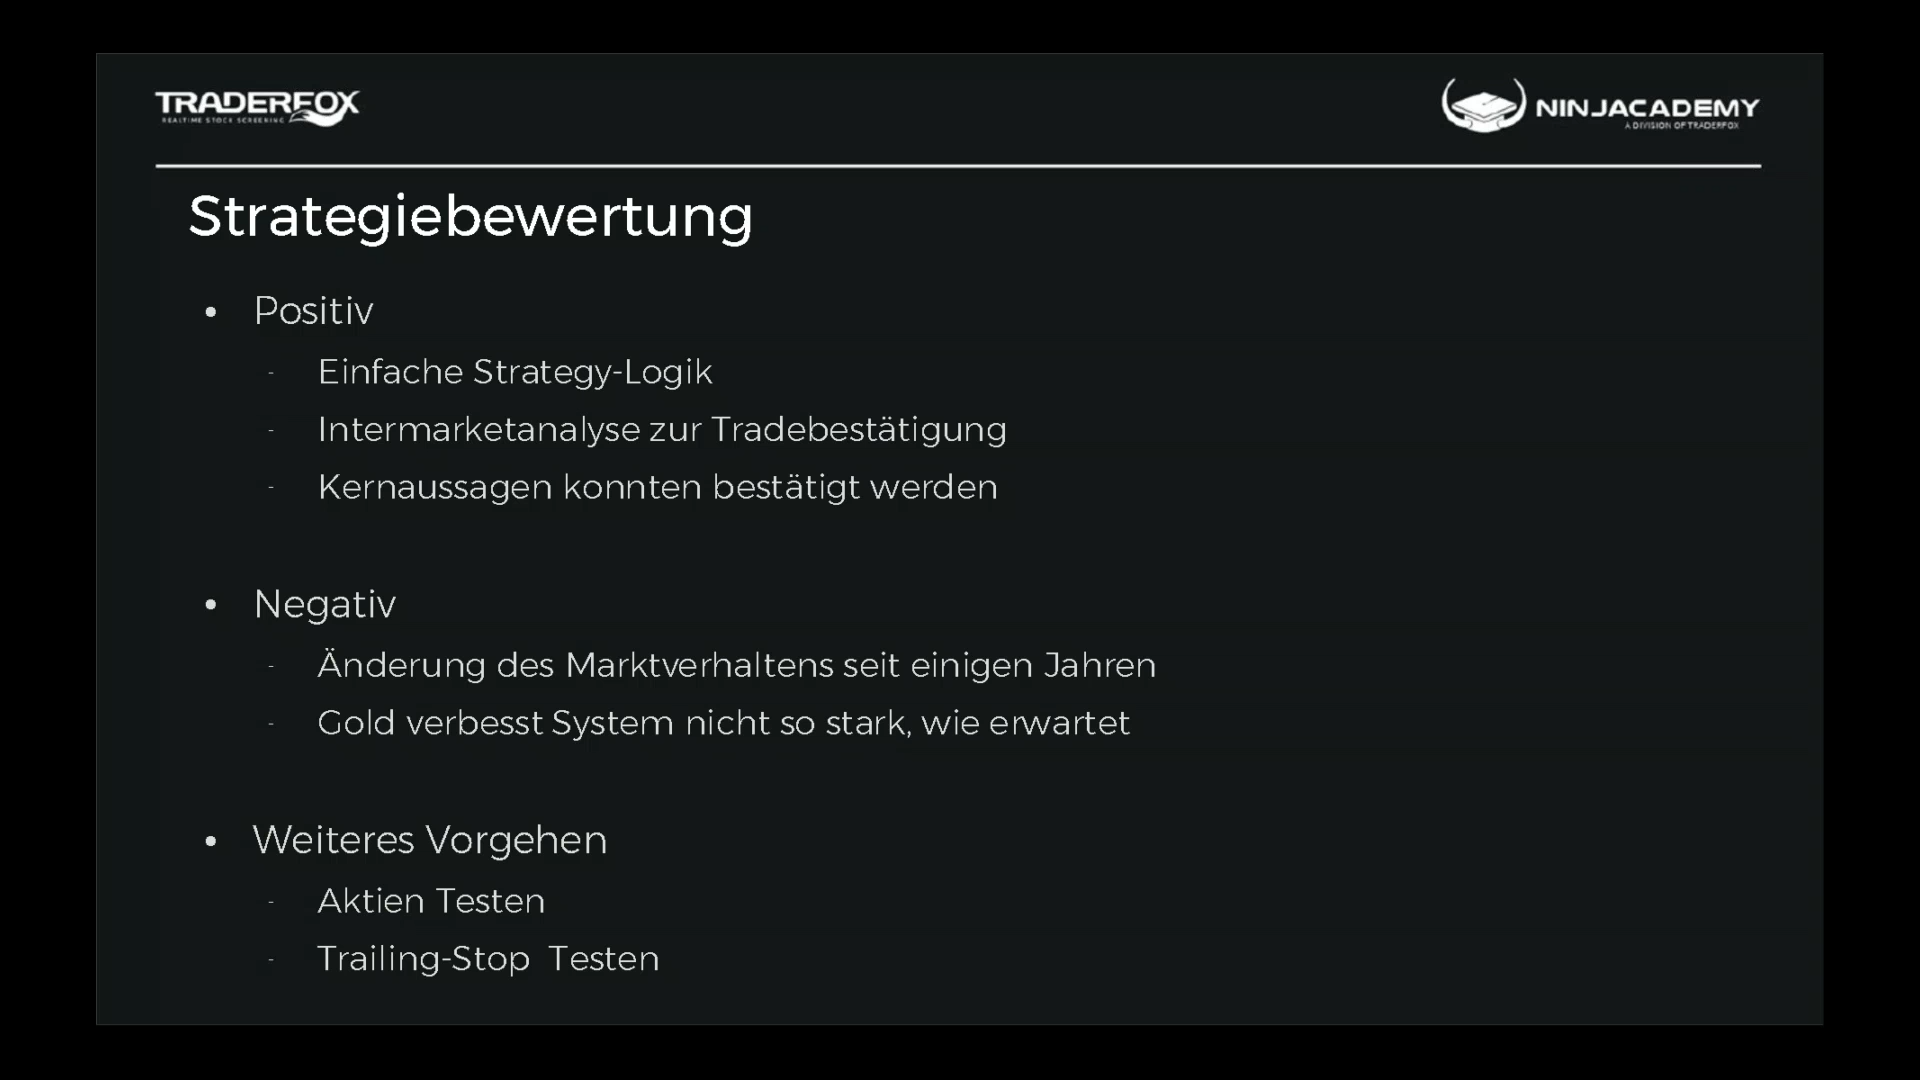 TRADERFOX
REALTIME STOCK SCREENING
NINJACADEMY
A DIVISION OF TRADERFOX
Strategiebewertung
• Positiv
- Einfache Strategy-Logik
- Intermarketanalyse zur Tradebestätigung
- Kernaussagen konnten bestätigt werden
• Negativ
- Änderung des Marktverhaltens seit einigen Jahren
- Gold verbesst System nicht so stark, wie erwartet
• Weiteres Vorgehen
- Aktien Testen
- Trailing-Stop Testen